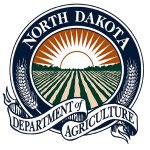 NORTH DAKOTA
DEPARTMENT of
AGRICULTURE